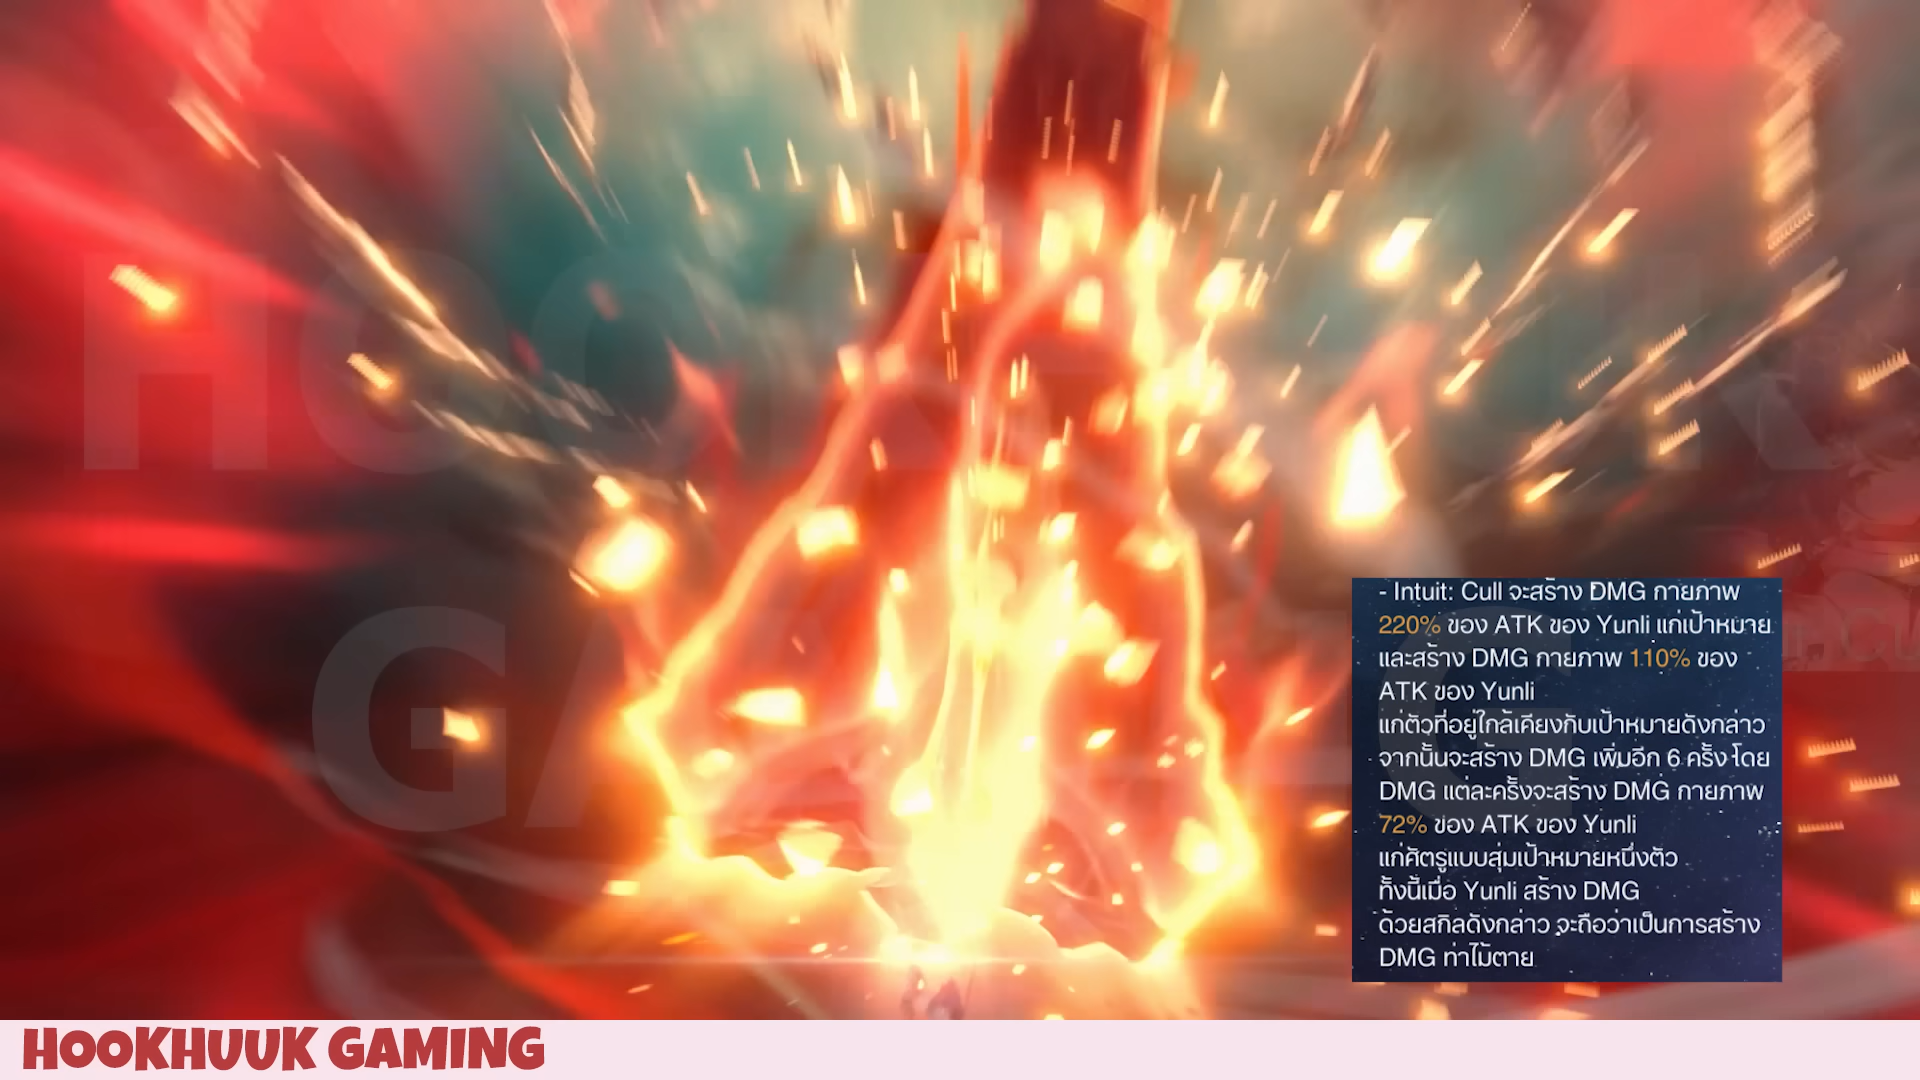 HOOKHUUK
GAMING
- Intuit: Cull จะสร้าง DMG กายภาพ
220% ของ ATK ของ Yunli แก่เป้าหมาย
และสร้าง DMG กายภาพ 110% ของ
ATK ของ Yunli
แก่ตัวที่อยู่ใกล้เคียงกับเป้าหมายดังกล่าว
จากนั้นจะสร้าง DMG เพิ่มอีก 6 ครั้ง โดย
DMG แต่ละครั้งจะสร้าง DMG กายภาพ
72% ของ ATK ของ Yunli
แก่ศัตรูแบบสุ่มเป้าหมายหนึ่งตัว
ทั้งนี้เมื่อ Yunli สร้าง DMG
ด้วยสกิลดังกล่าว จะถือว่าเป็นการสร้าง
DMG ท่าไม้ตาย
HOOKHUUK GAMING